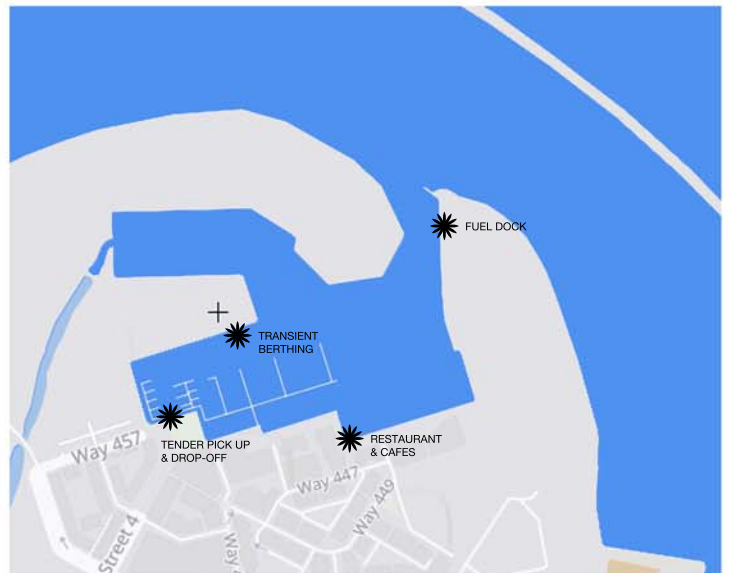 FUEL DOCK
TRANSIENT
BERTHING
TENDER PICK UP
& DROP-OFF
RESTAURANT
& CAFES
Way 457
Way 447
Way 449
Street 4
Way